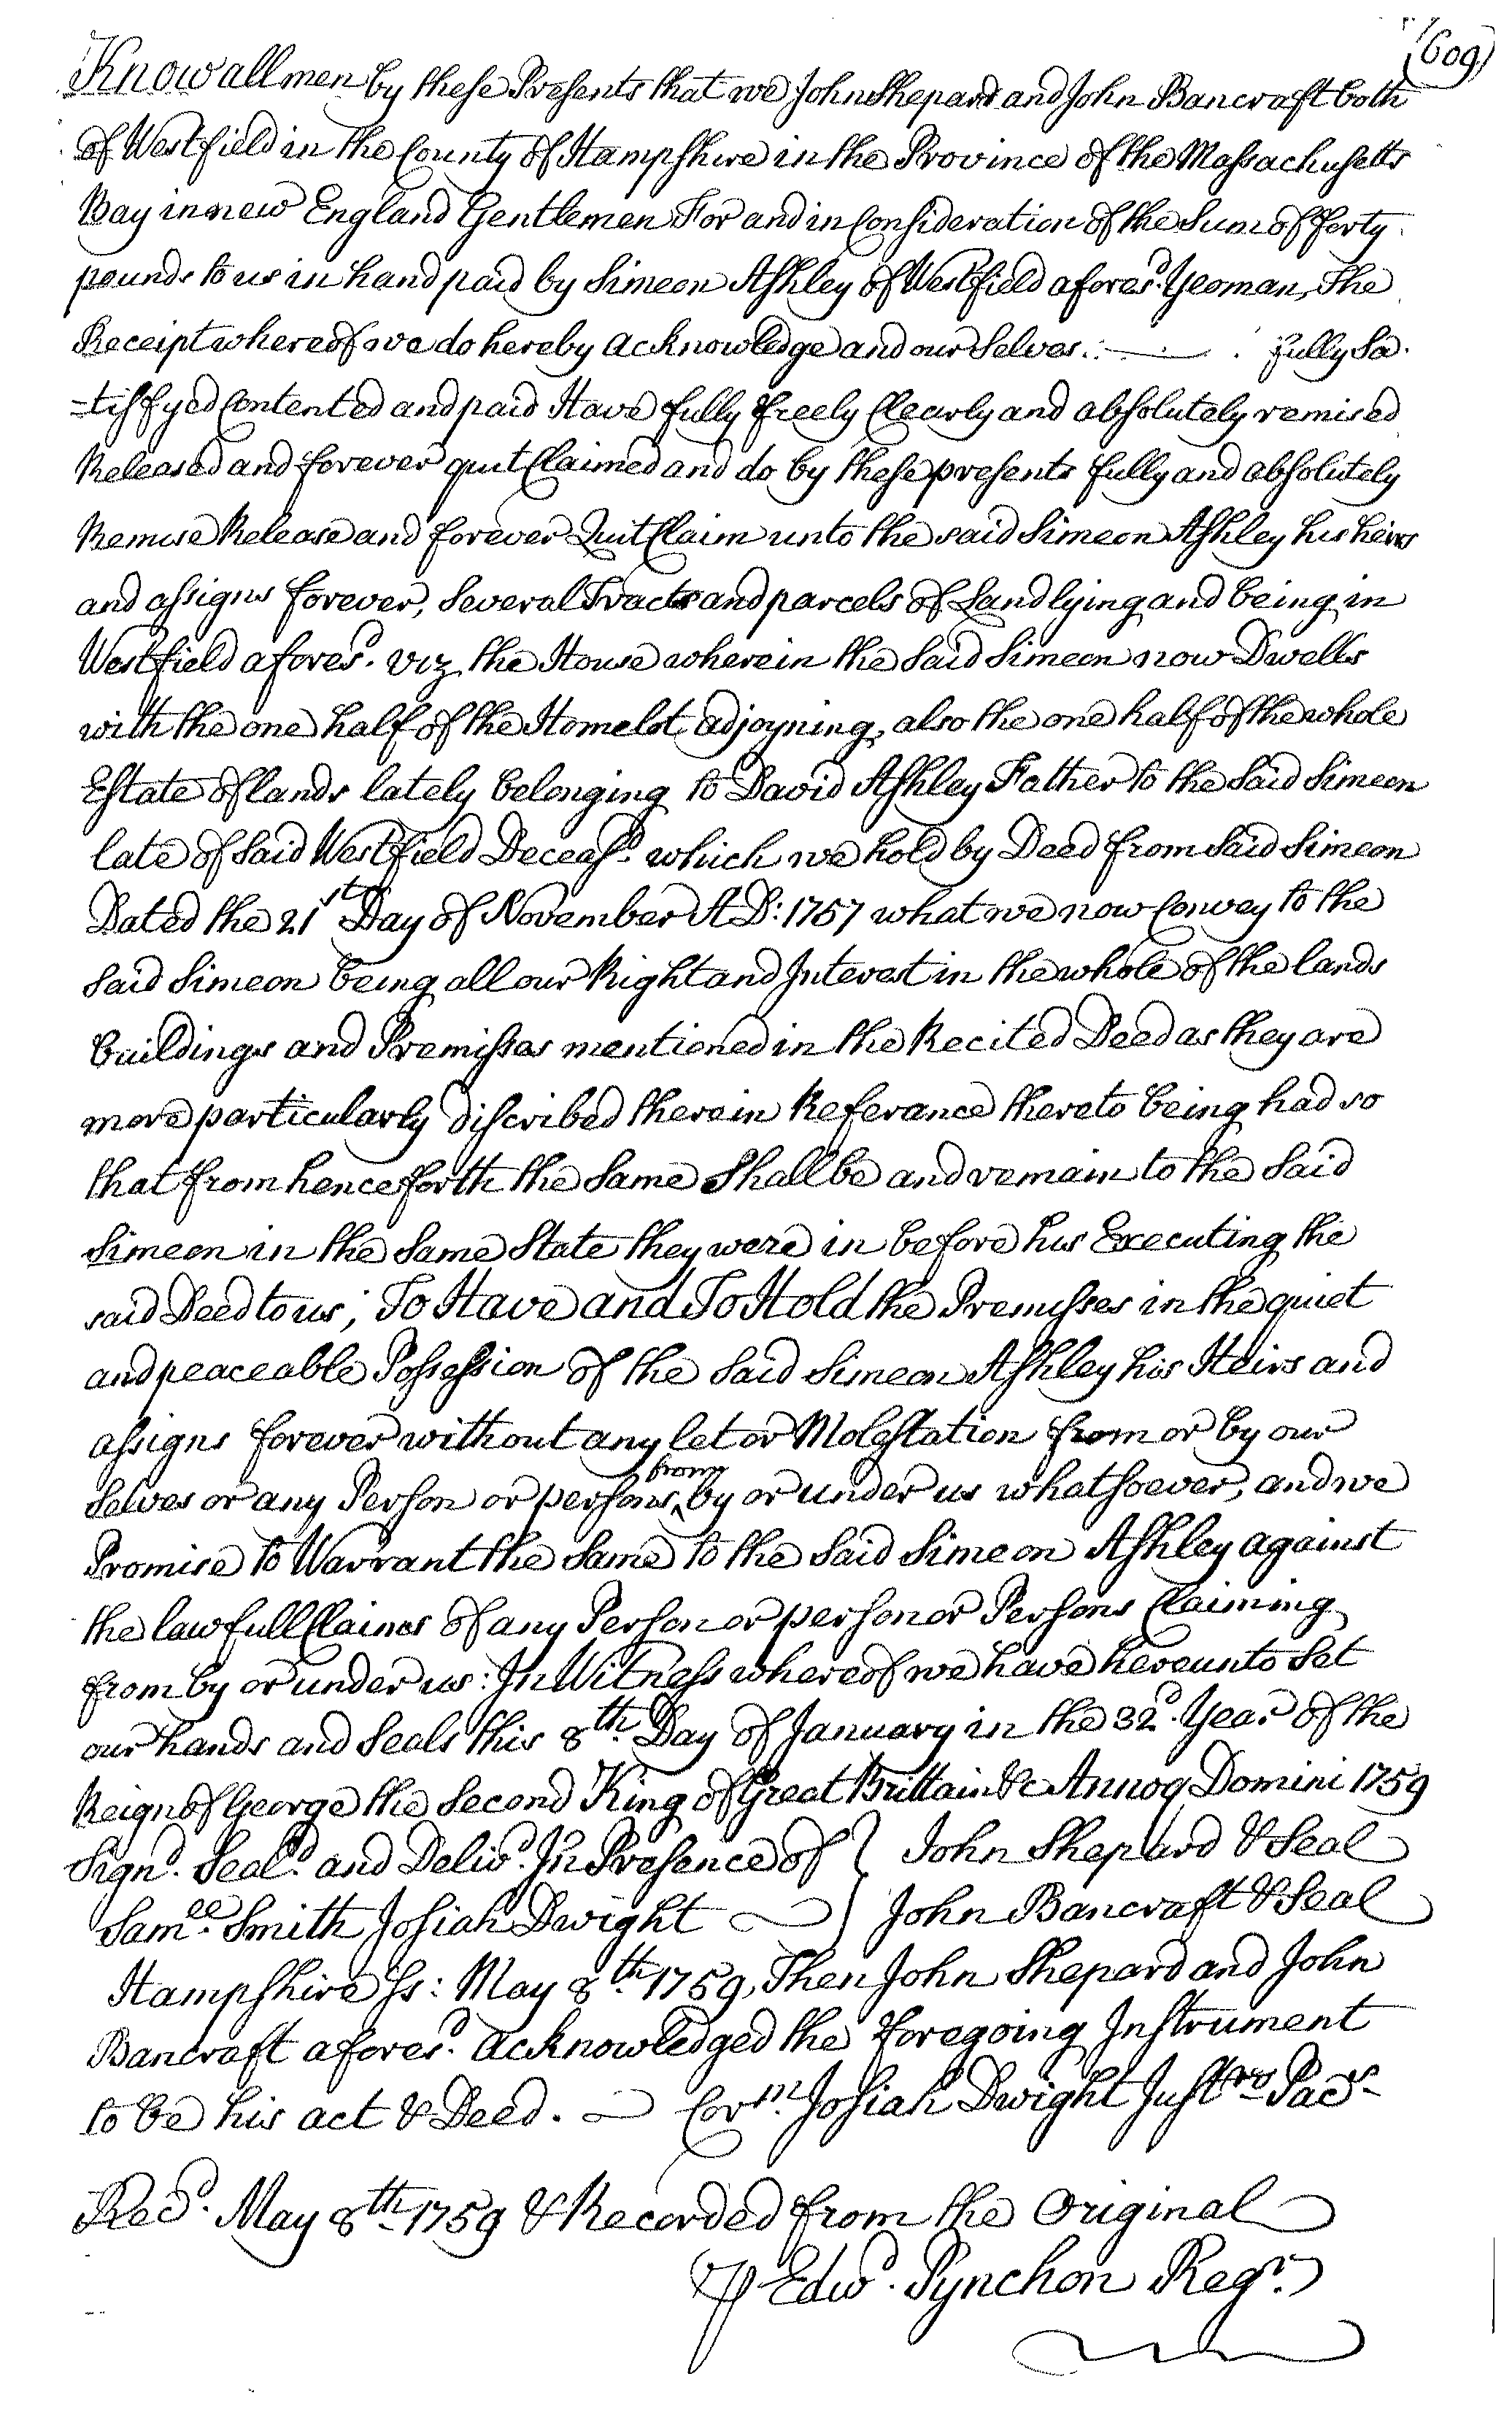 (609)
Know all men by these Presents that we John Shepard and John Bancraft both
of Westfield in the County of Hampshire in the Province of the Massachusetts
Bay in new England Gentlemen For and in Consideration of the Sum of forty
pounds to us in hand paid by Simeon Ashley of Westfield afores.d Yeoman, The
Receipt whereof we do hereby acknowledge and our Selves. —— fully Sa-
=tisfyed Contented and paid Have fully freely Clearly and absolutely remised
Released and forever quit Claimed and do by these presents fully and absolutely
Remise Release and forever Quit Claim unto the said Simeon Ashley his heirs
and assigns forever, Several Tracts and parcels of Land lying and being in
Westfield afores.d viz. the House wherein the Said Simeon now Dwells
with the one half of the Homelot adjoyning, also the one half of the whole
Estate of lands lately belonging to David Ashley Father to the Said Simeon
late of Said Westfield Deceas.d which we hold by Deed from Said Simeon
Dated the 21st Day of November A D: 1757 what we now Convey to the
Said Simeon being all our Right and Interest in the whole of the lands
buildings and Premisses mentioned in the Recited Deed as they are
more particularly discribed therein Referance thereto being had so
that from henceforth the Same Shall be and remain to the Said
Simeon in the Same State they were in before his Executing the
said Deed to us; To Have and To Hold the Premisses in the quiet
and peaceable Possession of the Said Simeon Ashley his Heirs and
assigns forever without any let or Molestation from or by our
Selves or any Person or persons ^from by or under us whatsoever, and we
Promise to Warrant the Same to the Said Simeon Ashley against
the lawfull Claims of any Person or person or Persons Claiming
from by or under us: In Witness whereof we have hereunto Set
our hands and Seals this 8th. Day of January in the 32d. Year of the
Reign of George the Second King of Great Brittain &c Annoq Domini 1759
Sign.d Seal.d and Deliv.d In Presence of } John Shepard & Seal
Sam.ll Smith Josiah Dwight —— } John Bancraft & Seal
Hampshire Ss: May 8th. 1759, Then John Shepard and John
Bancraft afores.d acknowledged the foregoing Instrument
to be his act & Deed. — Cor.m Josiah Dwight Just.ro Pac.s
Rec.d May 8th. 1759 & Recorded from the Original
⅌ Edw.d Pynchon Reg.r